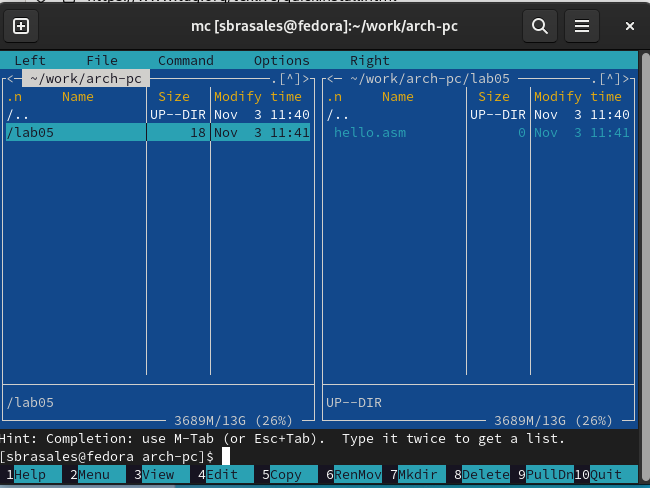 mc [sbrasales@fedora]:~/work/arch-pc
Left File Command Options Right
<— ~/work/arch-pc —.[^]>
<— ~/work/arch-pc/lab05 —.[^]>
.n Name Size Modify time
.n Name Size Modify time
/.. UP--DIR Nov 3 11:40
/.. UP--DIR Nov 3 11:40
/lab05 18 Nov 3 11:41
hello.asm 0 Nov 3 11:41
/lab05
UP--DIR
3689M/13G (26%)
3689M/13G (26%)
Hint: Completion: use M-Tab (or Esc+Tab). Type it twice to get a list.
[sbrasales@fedora arch-pc]$
1Help 2Menu 3View 4Edit 5Copy 6RenMov 7Mkdir 8Delete 9PullDn 10Quit